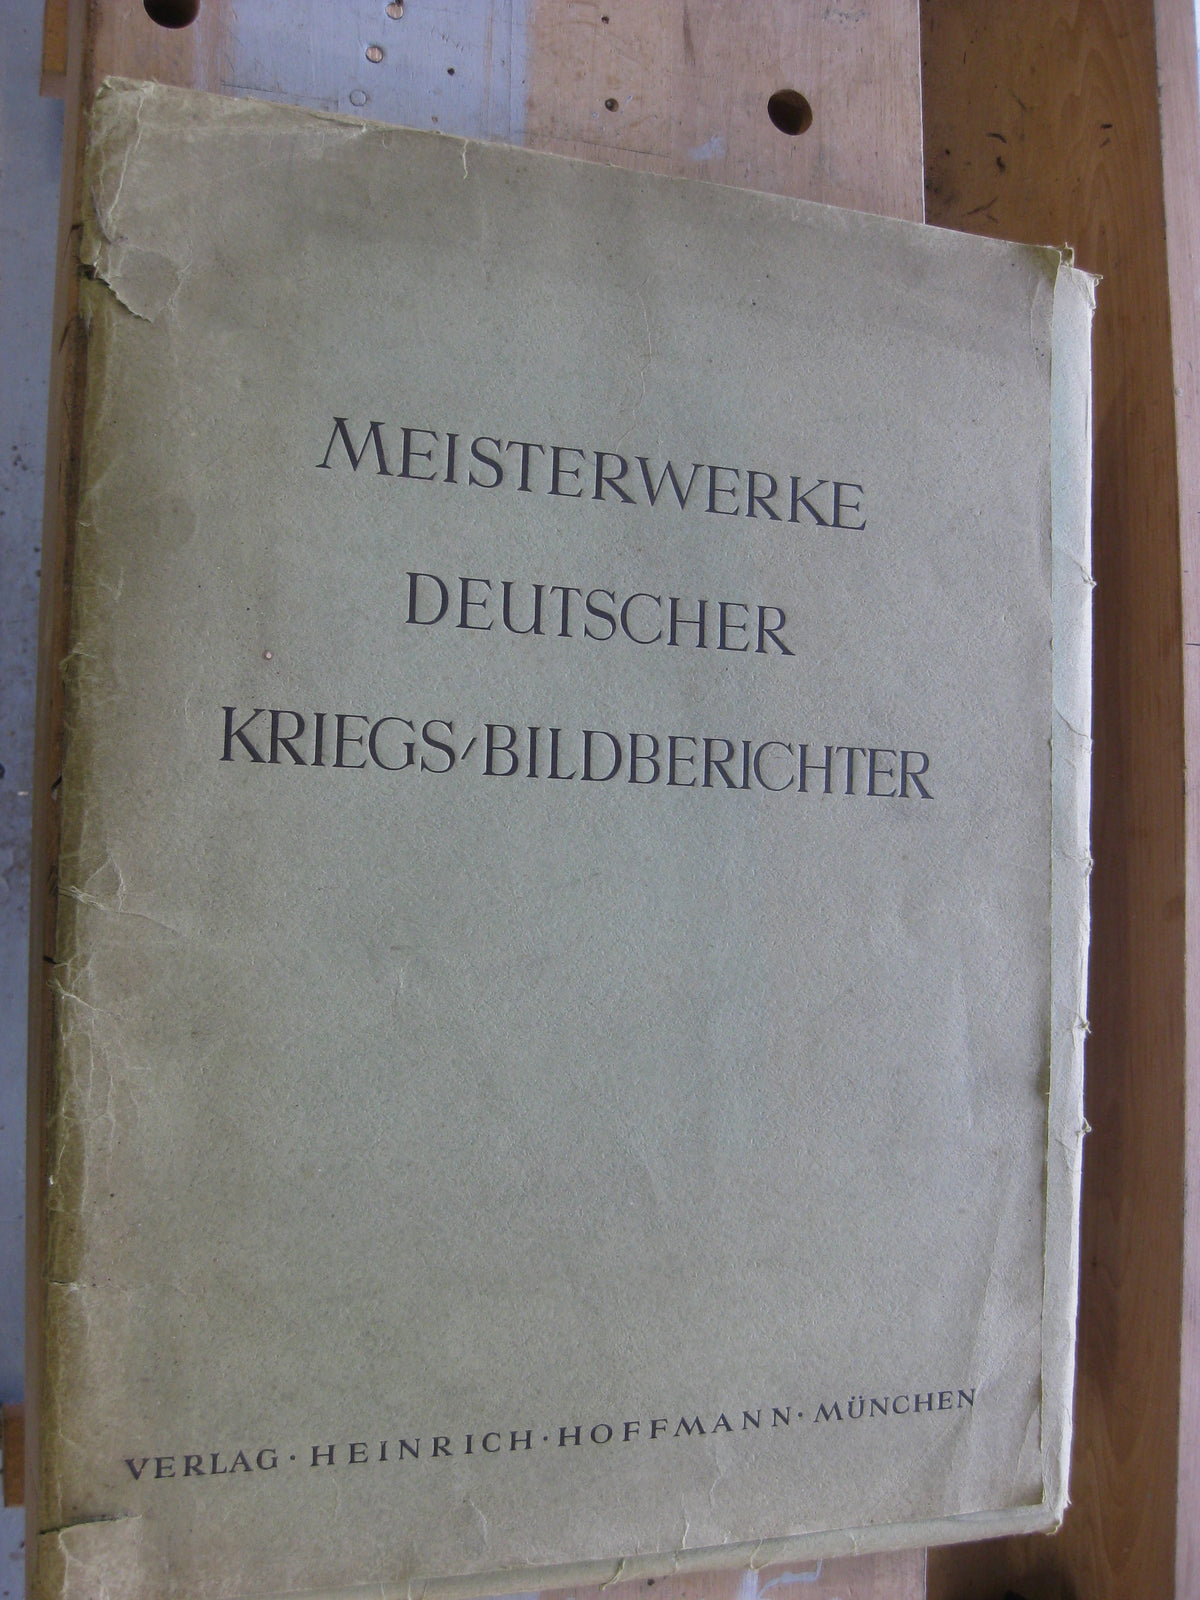 MEISTERWERKE
DEUTSCHER
KRIEGS/BILDBERICHTER
VERLAG · HEINRICH · HOFFMANN · MÜNCHEN